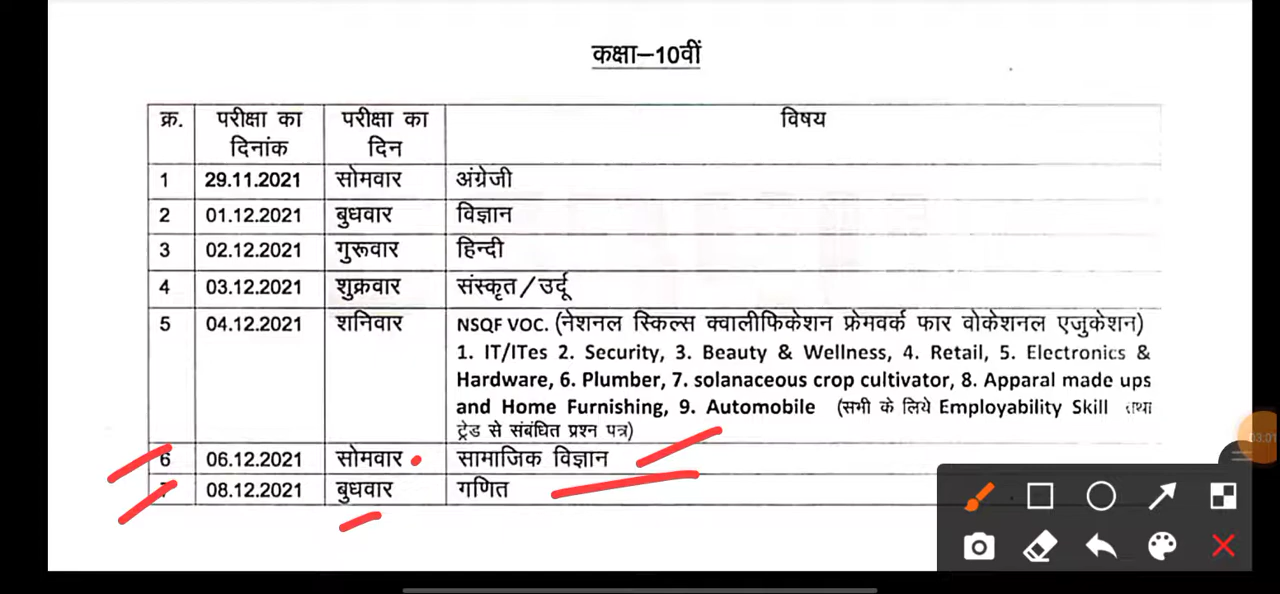 कक्षा–10वीं
क्र. परीक्षा का दिनांक परीक्षा का दिन विषय
1 29.11.2021 सोमवार अंग्रेजी
2 01.12.2021 बुधवार विज्ञान
3 02.12.2021 गुरूवार हिन्दी
4 03.12.2021 शुक्रवार संस्कृत/उर्दू
5 04.12.2021 शनिवार NSQF VOC. (नेशनल स्किल्स क्वालीफिकेशन फ्रेमवर्क फार वोकेशनल एजुकेशन)
1. IT/ITes 2. Security, 3. Beauty & Wellness, 4. Retail, 5. Electronics &
Hardware, 6. Plumber, 7. solanaceous crop cultivator, 8. Apparal made ups
and Home Furnishing, 9. Automobile (सभी के लिये Employability Skill तथा
ट्रेड से संबंधित प्रश्न पत्र)
6 06.12.2021 सोमवार सामाजिक विज्ञान
7 08.12.2021 बुधवार गणित
03:01